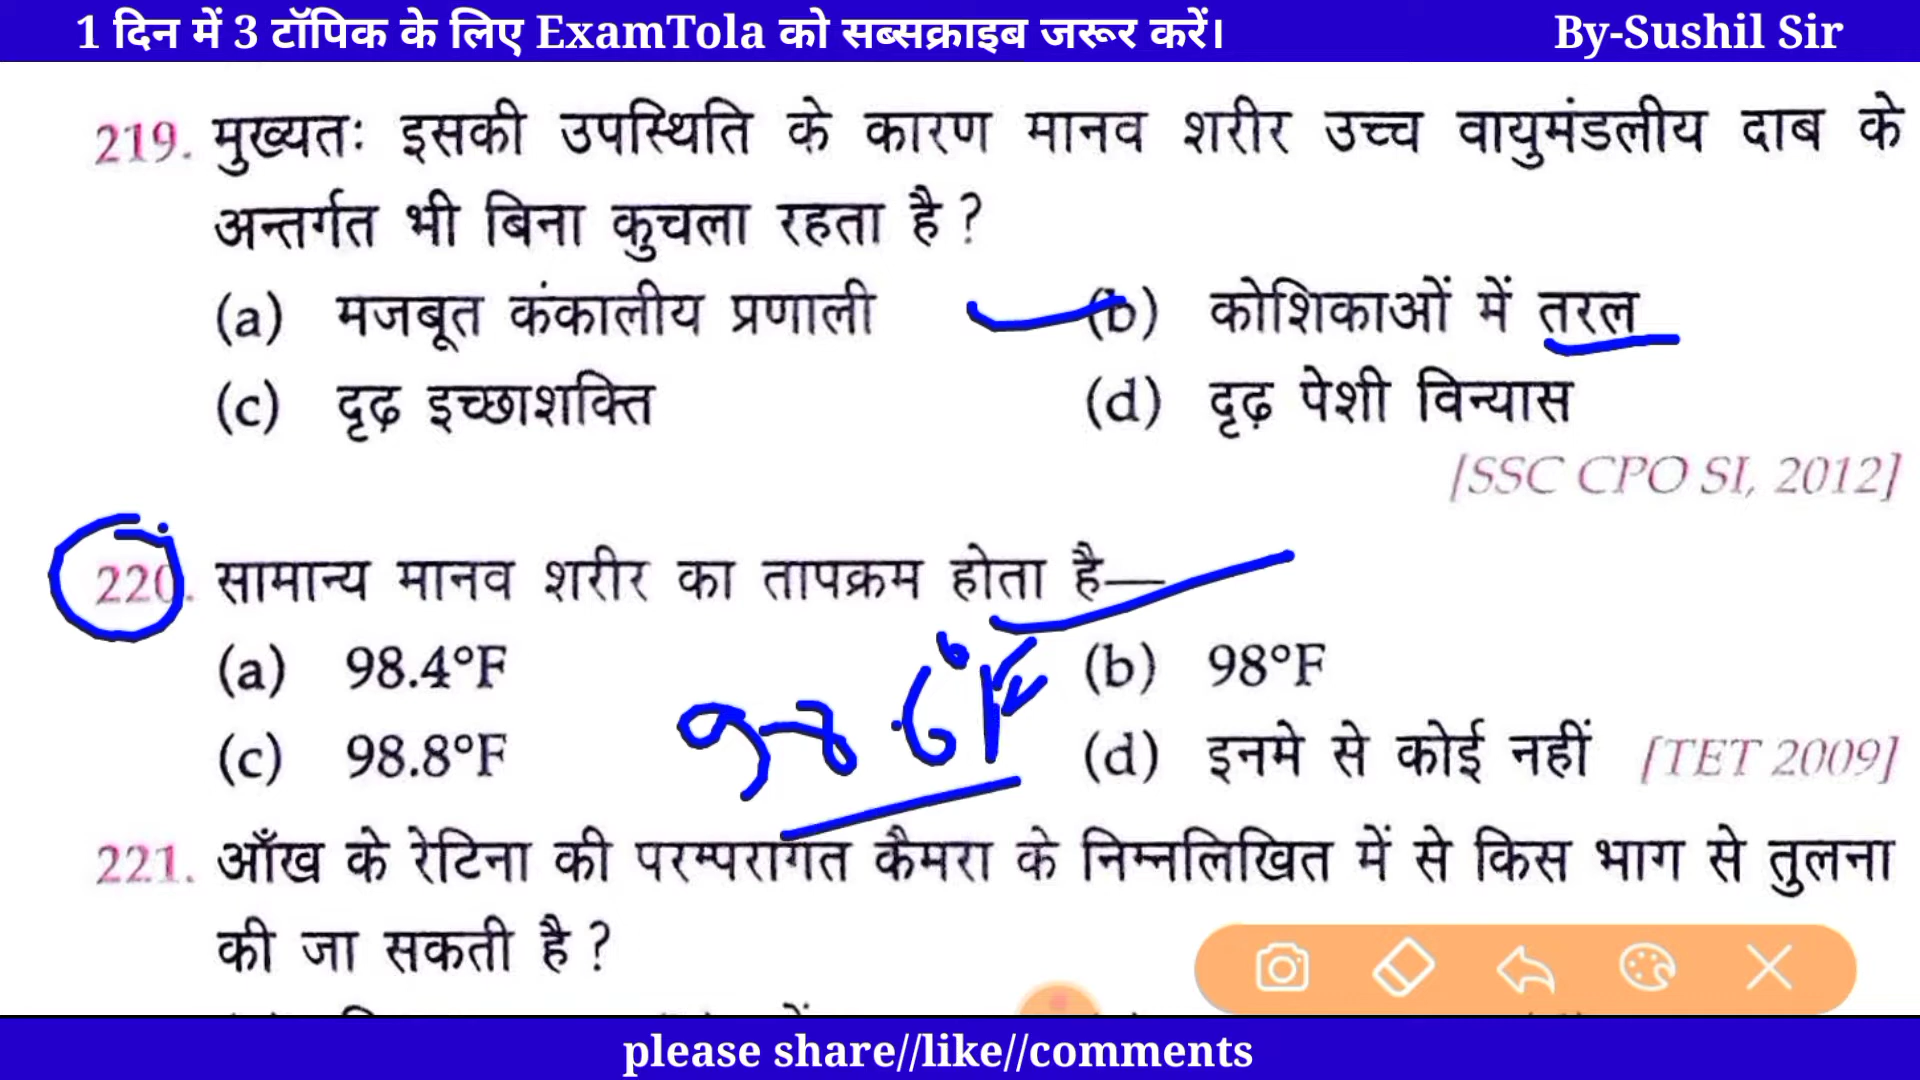 1 दिन में 3 टॉपिक के लिए ExamTola को सब्सक्राइब जरूर करें। By-Sushil Sir
219. मुख्यतः इसकी उपस्थिति के कारण मानव शरीर उच्च वायुमंडलीय दाब के
अन्तर्गत भी बिना कुचला रहता है ?
(a) मजबूत कंकालीय प्रणाली (b) कोशिकाओं में तरल
(c) दृढ़ इच्छाशक्ति (d) दृढ़ पेशी विन्यास
[SSC CPO SI, 2012]
220. सामान्य मानव शरीर का तापक्रम होता है—
(a) 98.4°F (b) 98°F
98.6°F
(c) 98.8°F (d) इनमे से कोई नहीं [TET 2009]
221. आँख के रेटिना की परम्परागत कैमरा के निम्नलिखित में से किस भाग से तुलना
की जा सकती है ?
please share//like//comments